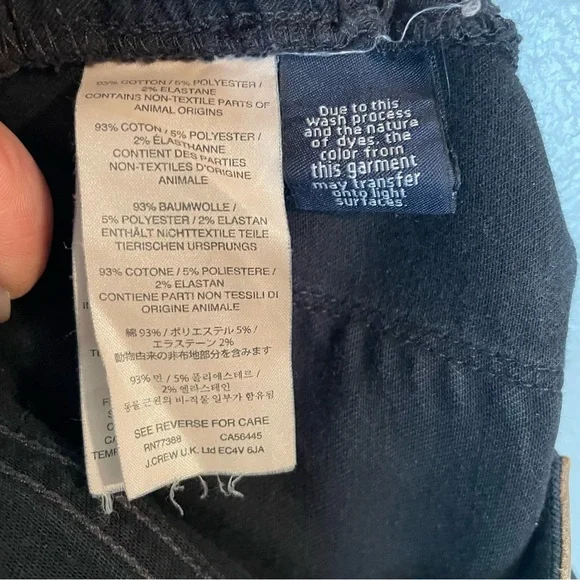 93% COTTON / 5% POLYESTER /
2% ELASTANE
CONTAINS NON-TEXTILE PARTS OF
ANIMAL ORIGINS
93% COTON / 5% POLYESTER /
2% ÉLASTHANNE
CONTIENT DES PARTIES
NON-TEXTILES D'ORIGINE
ANIMALE
93% BAUMWOLLE /
5% POLYESTER / 2% ELASTAN
ENTHÄLT NICHTTEXTILE TEILE
TIERISCHEN URSPRUNGS
93% COTONE / 5% POLIESTERE /
2% ELASTAN
CONTIENE PARTI NON TESSILI DI
ORIGINE ANIMALE
綿 93% / ポリエステル 5% /
エラステーン 2%
動物由来の非布地部分を含みます
93% 면 / 5% 폴리에스테르 /
2% 엘라스테인
동물 근원의 비-직물 일부가 함유됨
SEE REVERSE FOR CARE
RN77388 CA56445
J.CREW U.K. Ltd EC4V 6JA
Due to this
wash process
and the nature
of dyes, the
color from
this garment
may transfer
onto light
surfaces.